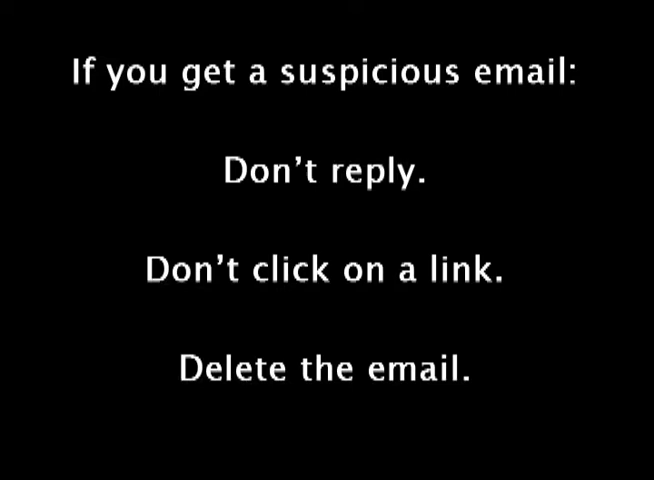 If you get a suspicious email:
Don’t reply.
Don’t click on a link.
Delete the email.